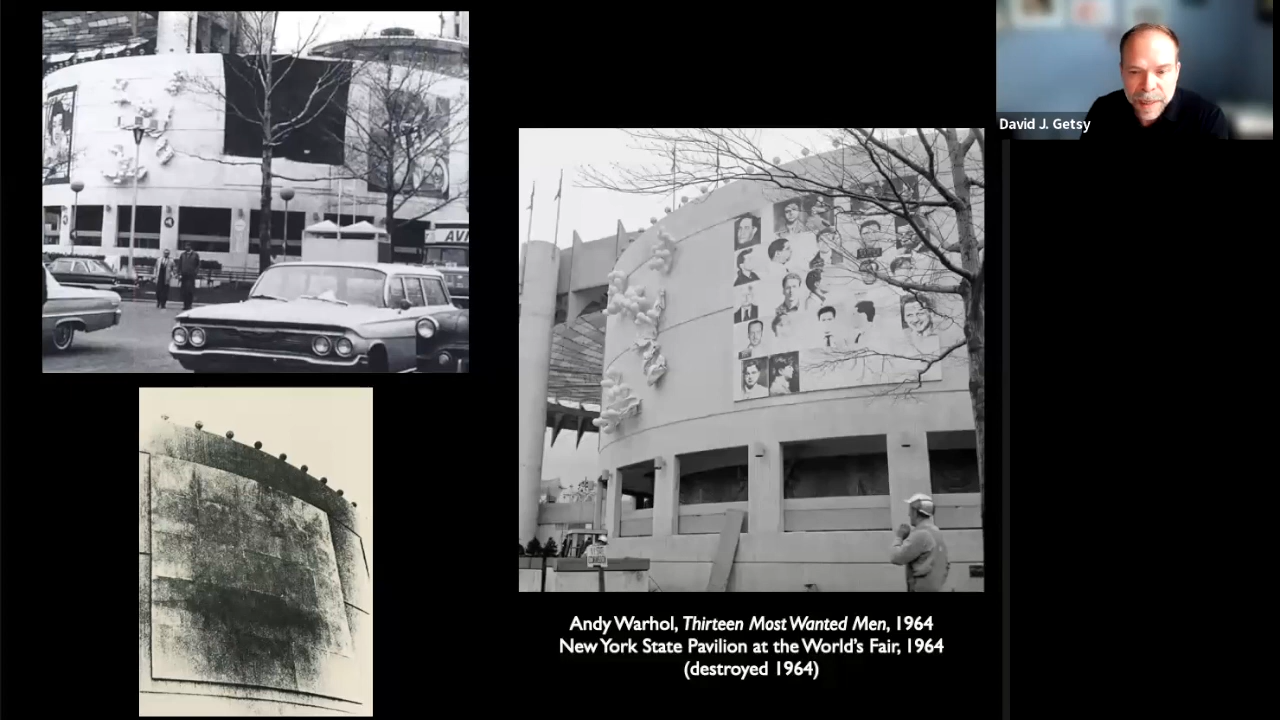 David J. Getsy
AVI
Andy Warhol, Thirteen Most Wanted Men, 1964
New York State Pavilion at the World's Fair, 1964
(destroyed 1964)